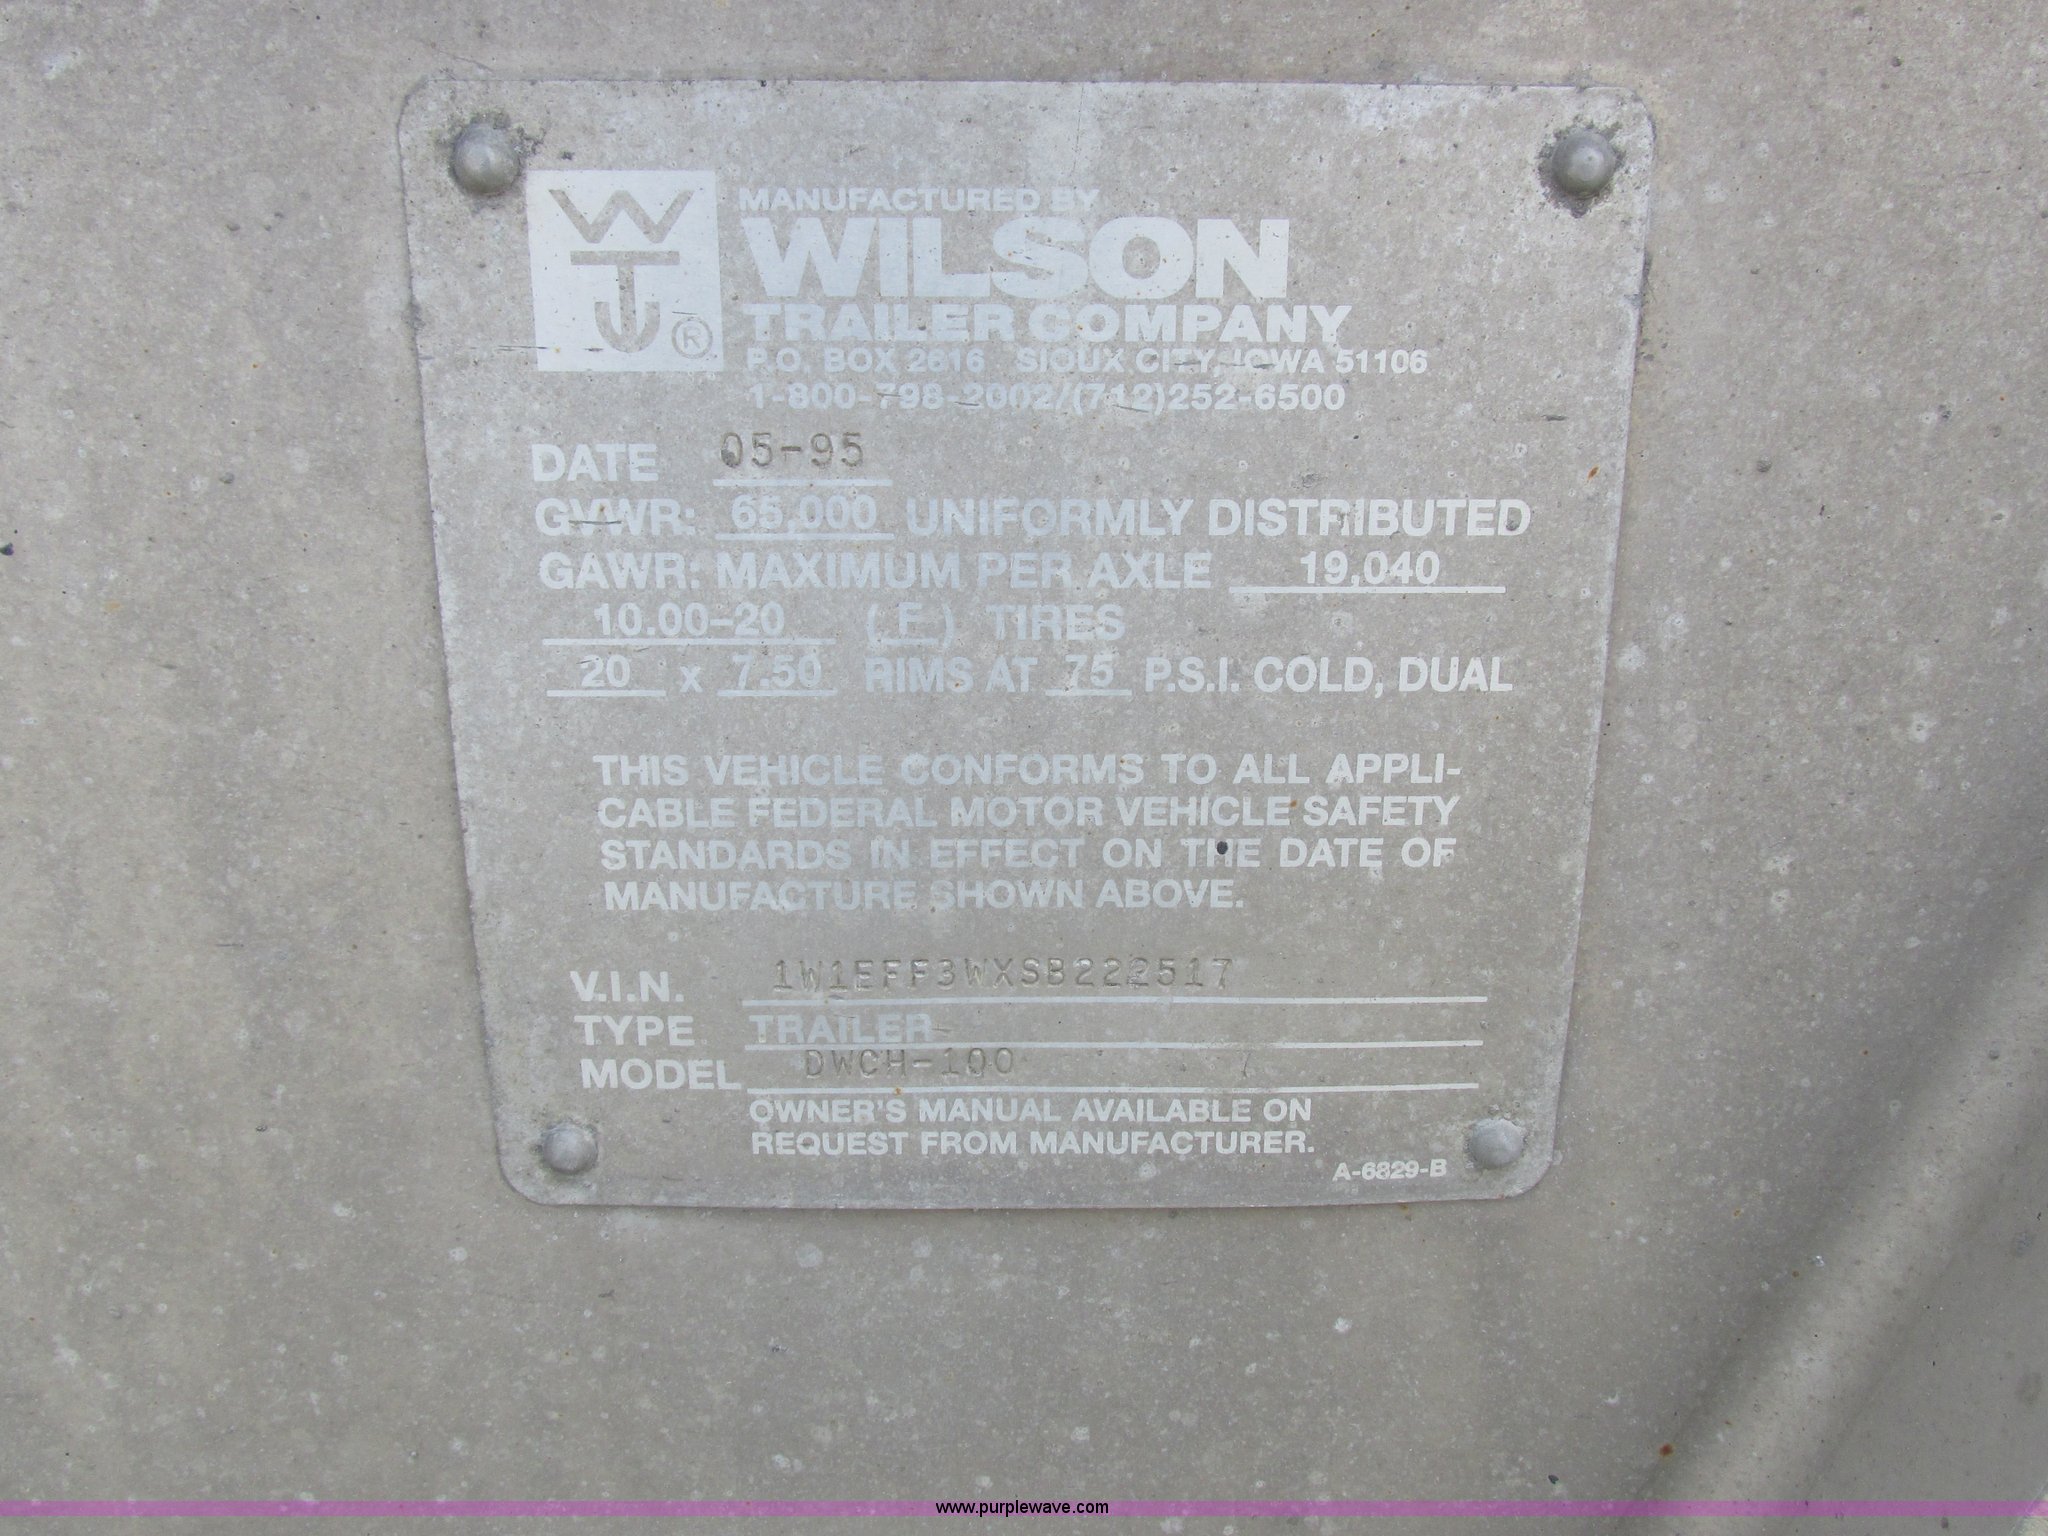 WTJ®
MANUFACTURED BY
WILSON
TRAILER COMPANY
P.O. BOX 2616 SIOUX CITY, IOWA 51106
1-800-798-2002/(712)252-6500
DATE 05-95
GVWR: 65,000 UNIFORMLY DISTRIBUTED
GAWR: MAXIMUM PER AXLE 19,040
10.00-20 (F) TIRES
20 x 7.50 RIMS AT 75 P.S.I. COLD, DUAL
THIS VEHICLE CONFORMS TO ALL APPLI-
CABLE FEDERAL MOTOR VEHICLE SAFETY
STANDARDS IN EFFECT ON THE DATE OF
MANUFACTURE SHOWN ABOVE.
V.I.N. 1W1EFF3WXSB222517
TYPE TRAILER
MODEL DWCH-100 /
OWNER'S MANUAL AVAILABLE ON
REQUEST FROM MANUFACTURER.
A-6829-B
www.purplewave.com